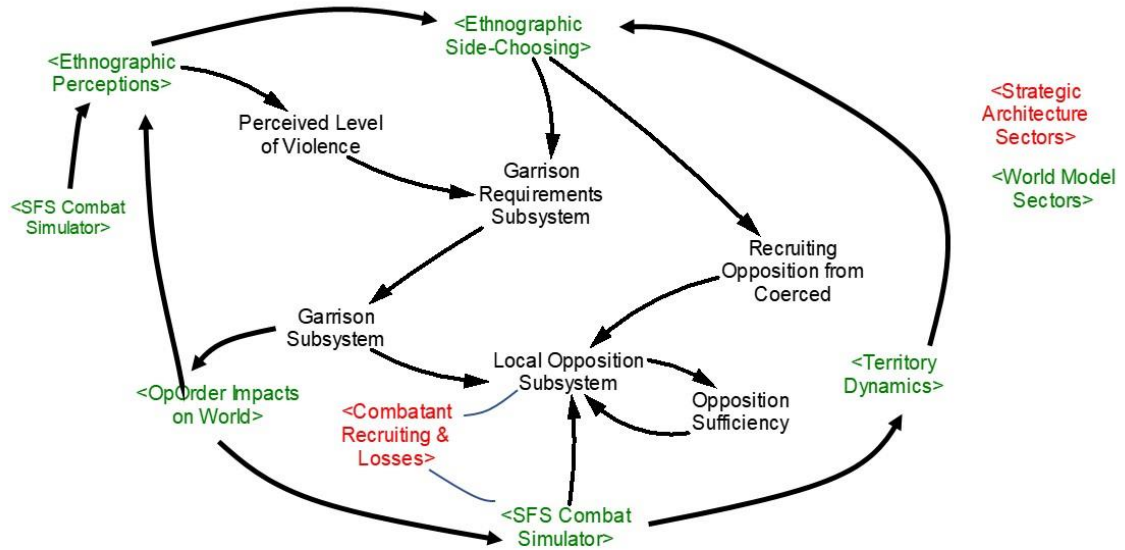 <Ethnographic
Side-Choosing>
<Ethnographic
Perceptions>
<Strategic
Architecture
Sectors>
Perceived Level
of Violence
Garrison
Requirements
Subsystem
<World Model
Sectors>
<SFS Combat
Simulator>
Recruiting
Opposition from
Coerced
Garrison
Subsystem
Local Opposition
Subsystem
<Territory
Dynamics>
<OpOrder Impacts
on World>
Opposition
Sufficiency
<Combatant
Recruiting &
Losses>
<SFS Combat
Simulator>